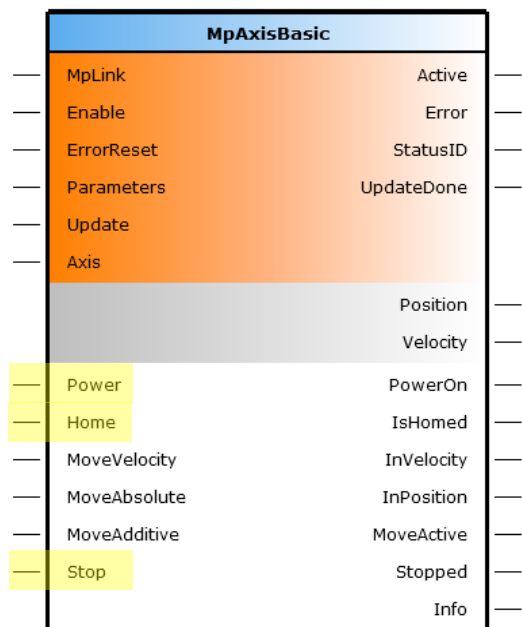 MpAxisBasic
MpLink Active
Enable Error
ErrorReset StatusID
Parameters UpdateDone
Update
Axis
Position
Velocity
Power PowerOn
Home IsHomed
MoveVelocity InVelocity
MoveAbsolute InPosition
MoveAdditive MoveActive
Stop Stopped
Info